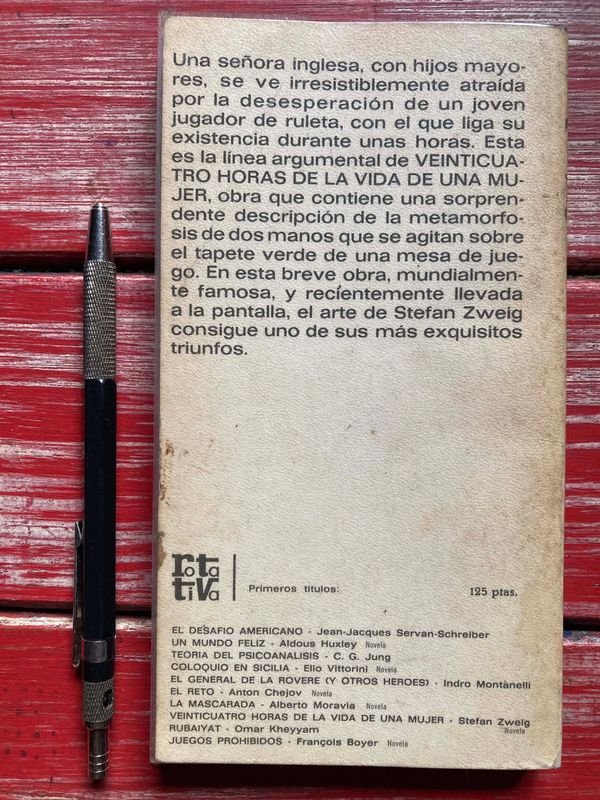 Una señora inglesa, con hijos mayo-
res, se ve irresistiblemente atraída
por la desesperación de un joven
jugador de ruleta, con el que liga su
existencia durante unas horas. Esta
es la línea argumental de VEINTICUA-
TRO HORAS DE LA VIDA DE UNA MU-
JER, obra que contiene una sorpren-
dente descripción de la metamorfo-
sis de dos manos que se agitan sobre
el tapete verde de una mesa de jue-
go. En esta breve obra, mundialmen-
te famosa, y recientemente llevada
a la pantalla, el arte de Stefan Zweig
consigue uno de sus más exquisitos
triunfos.
rotativa
Primeros títulos:
125 ptas.
EL DESAFIO AMERICANO - Jean-Jacques Servan-Schreiber
UN MUNDO FELIZ - Aldous Huxley Novela
TEORIA DEL PSICOANALISIS - C. G. Jung
COLOQUIO EN SICILIA - Elio Vittorini Novela
EL GENERAL DE LA ROVERE (Y OTROS HEROES) - Indro Montànelli
EL RETO - Anton Chejov Novela
LA MASCARADA - Alberto Moravia Novela
VEINTICUATRO HORAS DE LA VIDA DE UNA MUJER - Stefan Zweig Novela
RUBAIYAT - Omar Kheyyam
JUEGOS PROHIBIDOS - François Boyer Novela